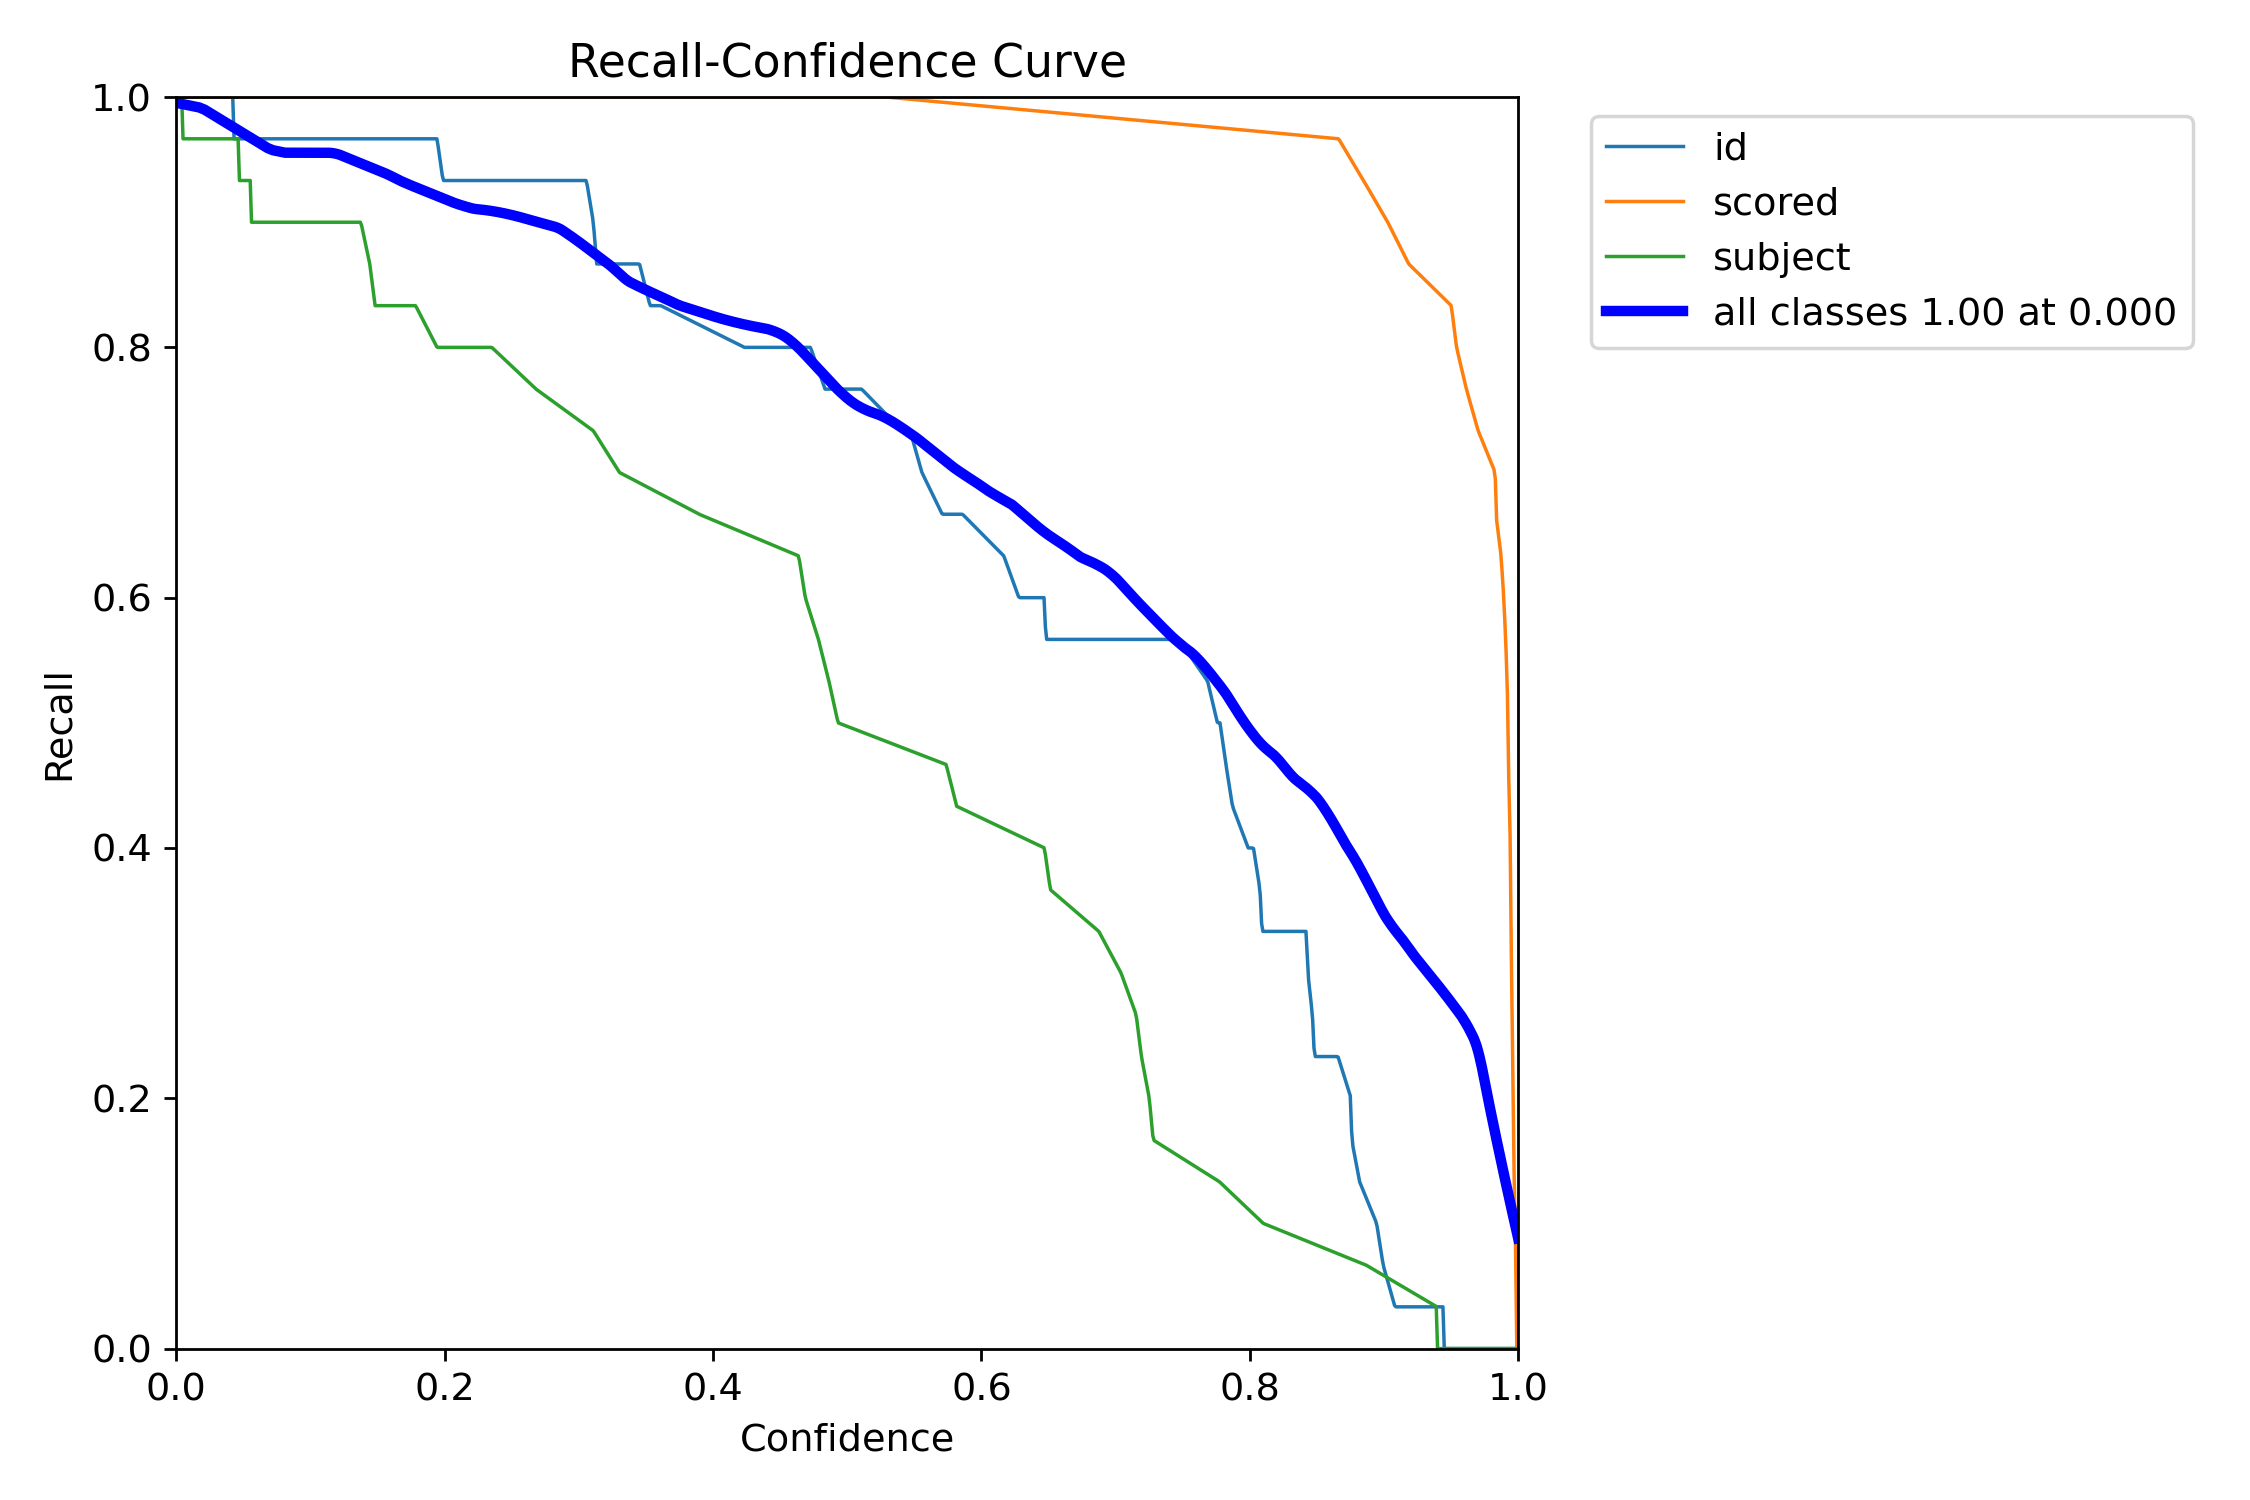 Recall-Confidence Curve
1.0
0.8
0.6
0.4
0.2
0.0
Recall
0.0 0.2 0.4 0.6 0.8 1.0
Confidence
id
scored
subject
all classes 1.00 at 0.000